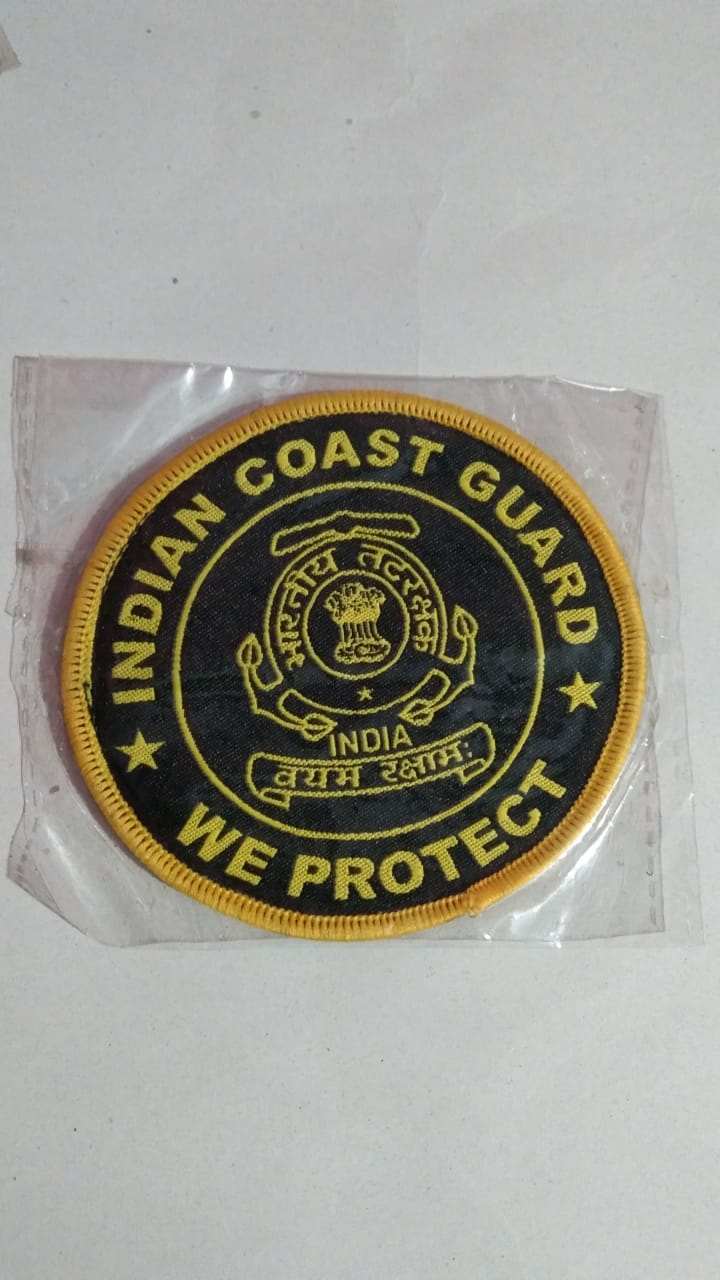 INDIAN COAST GUARD
भारतीय तटरक्षक
INDIA
वयम रक्षामः
WE PROTECT